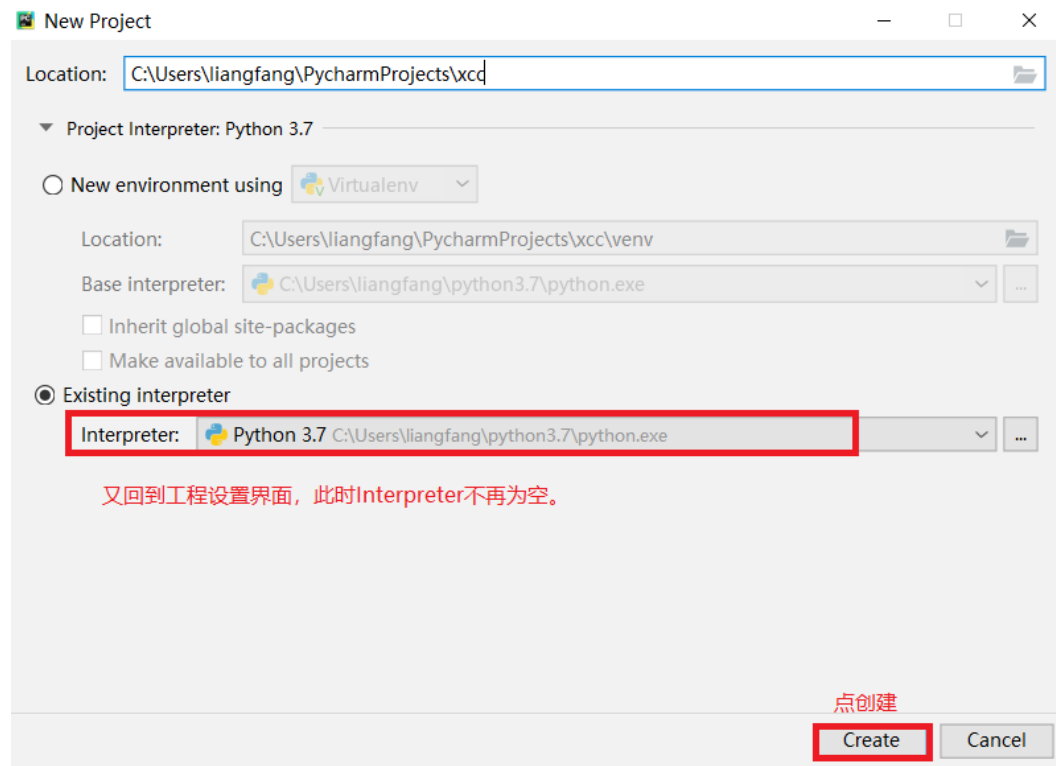 New Project
Location: C:\Users\liangfang\PycharmProjects\xcc
Project Interpreter: Python 3.7
New environment using Virtualenv
Location: C:\Users\liangfang\PycharmProjects\xcc\venv
Base interpreter: C:\Users\liangfang\python3.7\python.exe ...
Inherit global site-packages
Make available to all projects
Existing interpreter
Interpreter: Python 3.7 C:\Users\liangfang\python3.7\python.exe ...
又回到工程设置界面，此时Interpreter不再为空。
点创建
Create Cancel